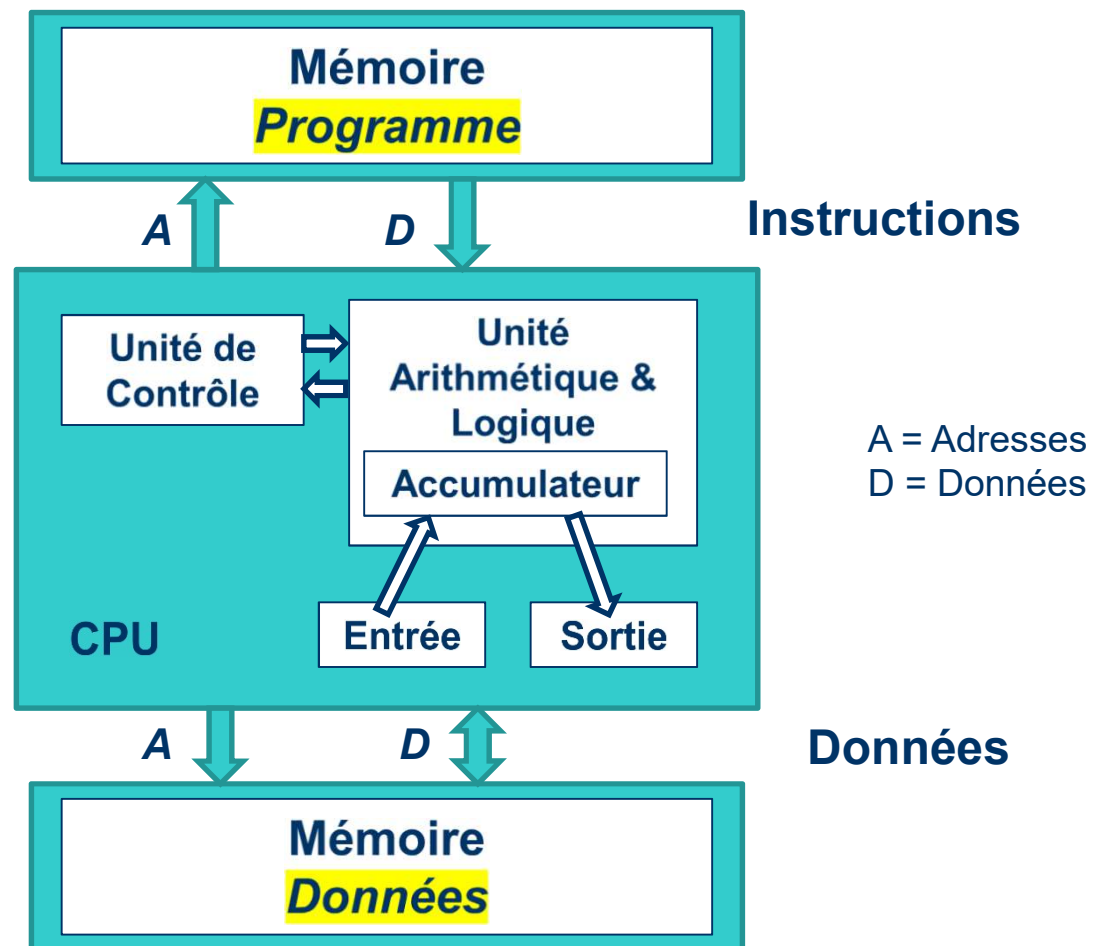 Mémoire
Programme
A
D
Instructions
Unité de
Contrôle
Unité
Arithmétique &
Logique
Accumulateur
A = Adresses
D = Données
CPU
Entrée
Sortie
A
D
Données
Mémoire
Données